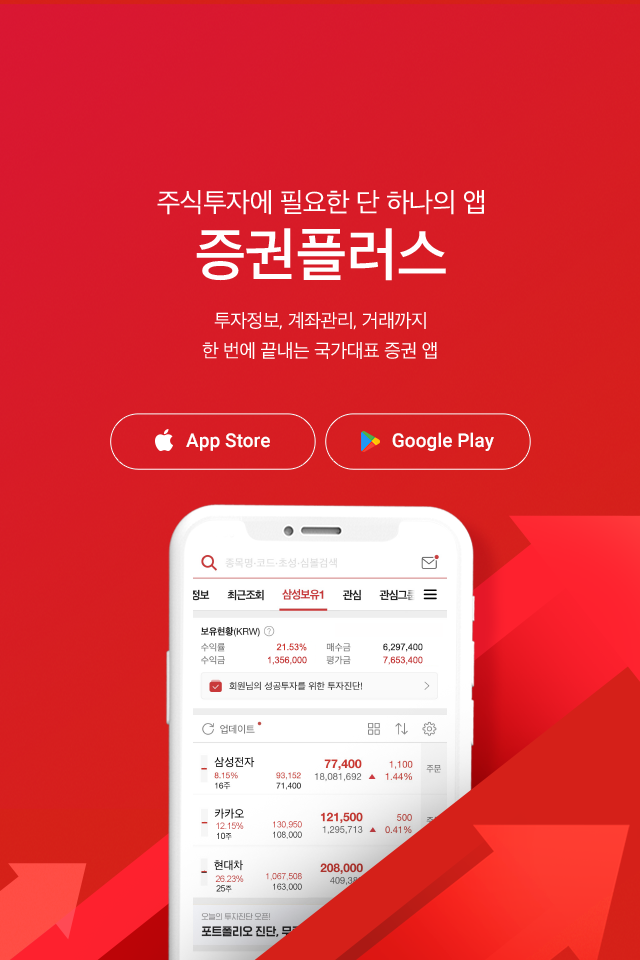 주식투자에 필요한 단 하나의 앱
증권플러스
투자정보, 계좌관리, 거래까지
한 번에 끝내는 국가대표 증권 앱
App Store
Google Play
종목명·코드·초성·심볼검색
정보 최근조회 삼성보유1 관심 관심그룹
보유현황(KRW) ?
수익률 21.53% 매수금 6,297,400
수익금 1,356,000 평가금 7,653,400
회원님의 성공투자를 위한 투자진단!
업데이트
삼성전자 77,400 1,100
8.15% 93,152 18,081,692 ▲ 1.44% 주문
16주 71,400
카카오 121,500 500
12.15% 130,950 1,295,713 ▲ 0.41%
10주 108,000
현대차 208,000
26.23% 1,067,508
25주 163,000
오늘의 투자진단 오픈!
포트폴리오 진단,